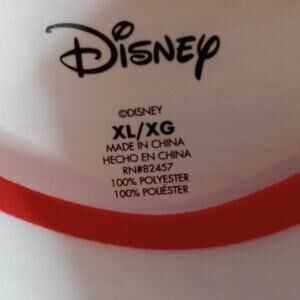 Disney
©DISNEY
XL/XG
MADE IN CHINA
HECHO EN CHINA
RN#82457
100% POLYESTER
100% POLIÉSTER